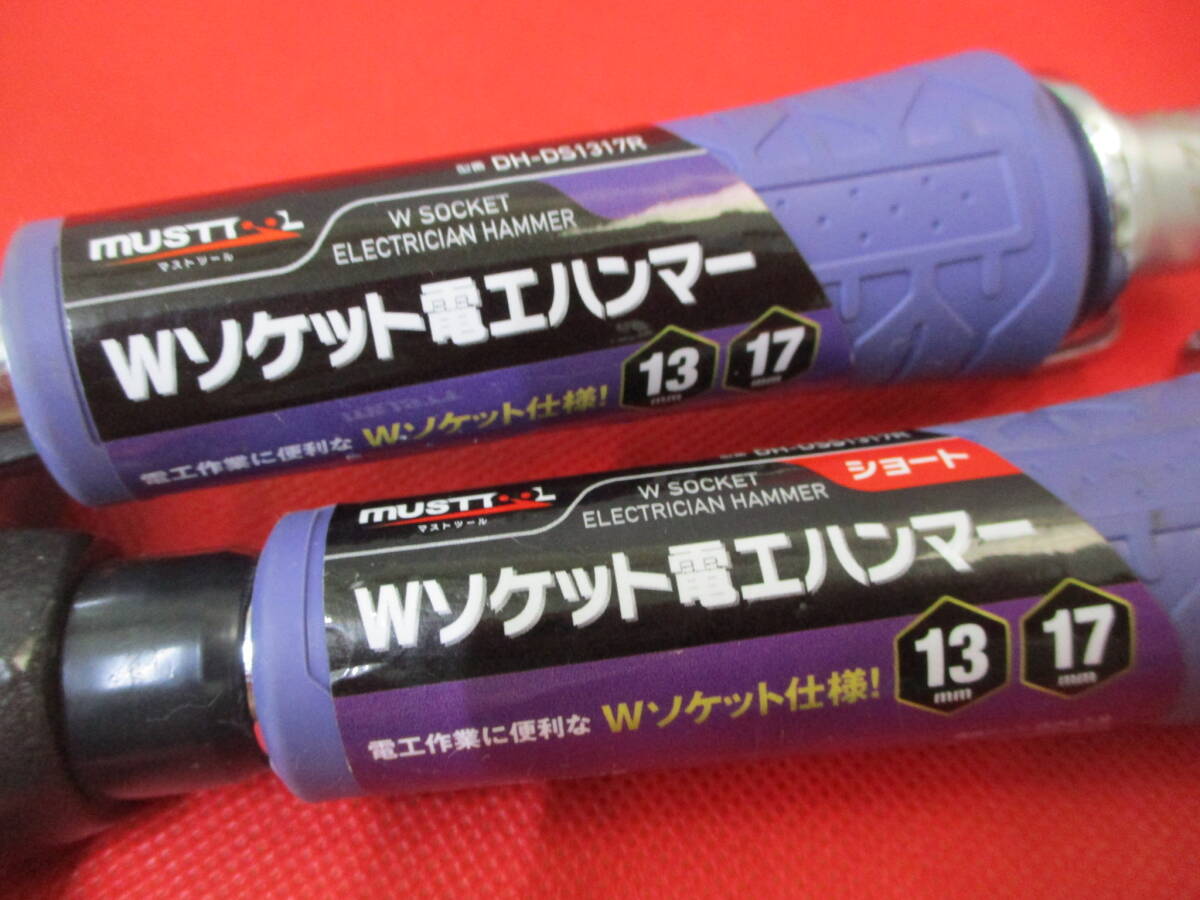 型番 DH-DS1317R
MUSTTOOL
マストツール
W SOCKET
ELECTRICIAN HAMMER
Wソケット電工ハンマー
電工作業に便利な Wソケット仕様!
13 mm
17 mm
DH-DSS1317R
MUSTTOOL
マストツール
W SOCKET
ELECTRICIAN HAMMER
ショート
Wソケット電工ハンマー
電工作業に便利な Wソケット仕様!
13 mm
17 mm